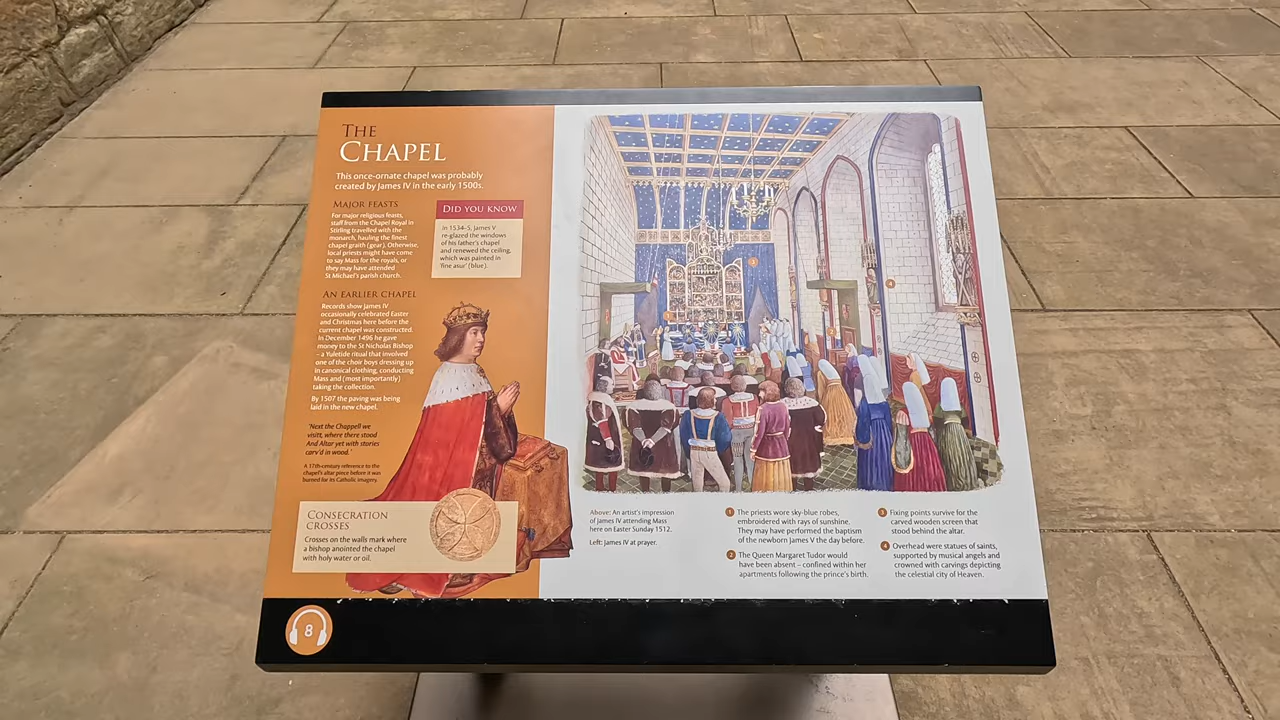 THE
CHAPEL
This once-ornate chapel was probably
created by James IV in the early 1500s.
MAJOR FEASTS
For major religious feasts,
staff from the Chapel Royal in
Stirling travelled with the
monarch, hauling the finest
chapel graith (gear). Otherwise,
local priests might have come
to say Mass for the royals, or
they may have attended
St Michael's parish church.
DID YOU KNOW
In 1534–5, James V
re-glazed the windows
of his father's chapel
and renewed the ceiling,
which was painted in
'fine asur' (blue).
AN EARLIER CHAPEL
Records show James IV
occasionally celebrated Easter
and Christmas here before the
current chapel was constructed.
In December 1496 he gave
money to the St Nicholas Bishop
– a Yuletide ritual that involved
one of the choir boys dressing up
in canonical clothing, conducting
Mass and (most importantly)
taking the collection.
By 1507 the paving was being
laid in the new chapel.
'Next the Chappell we
visitt, where there stood
And Altar yet with stories
carv'd in wood.'
A 17th-century reference to the
chapel's altar piece before it was
burned for its Catholic imagery.
CONSECRATION
CROSSES
Crosses on the walls mark where
a bishop anointed the chapel
with holy water or oil.
8
3
4
1
2
Above: An artist's impression
of James IV attending Mass
here on Easter Sunday 1512.
Left: James IV at prayer.
1 The priests wore sky-blue robes,
embroidered with rays of sunshine.
They may have performed the baptism
of the newborn James V the day before.
2 The Queen Margaret Tudor would
have been absent – confined within her
apartments following the prince's birth.
3 Fixing points survive for the
carved wooden screen that
stood behind the altar.
4 Overhead were statues of saints,
supported by musical angels and
crowned with carvings depicting
the celestial city of Heaven.